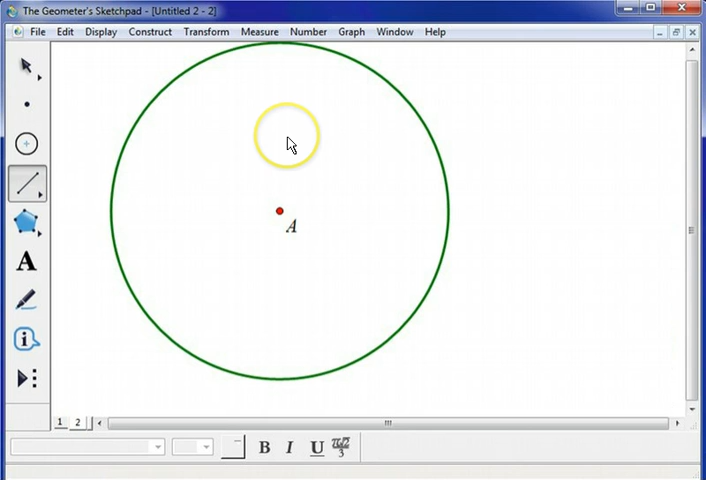 The Geometer's Sketchpad - [Untitled 2 - 2]
File Edit Display Construct Transform Measure Number Graph Window Help
A
A
1 2
B I U